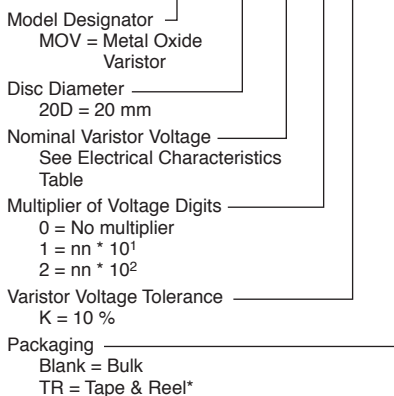 Model Designator
MOV = Metal Oxide
Varistor
Disc Diameter
20D = 20 mm
Nominal Varistor Voltage
See Electrical Characteristics
Table
Multiplier of Voltage Digits
0 = No multiplier
1 = nn * 10¹
2 = nn * 10²
Varistor Voltage Tolerance
K = 10 %
Packaging
Blank = Bulk
TR = Tape & Reel*